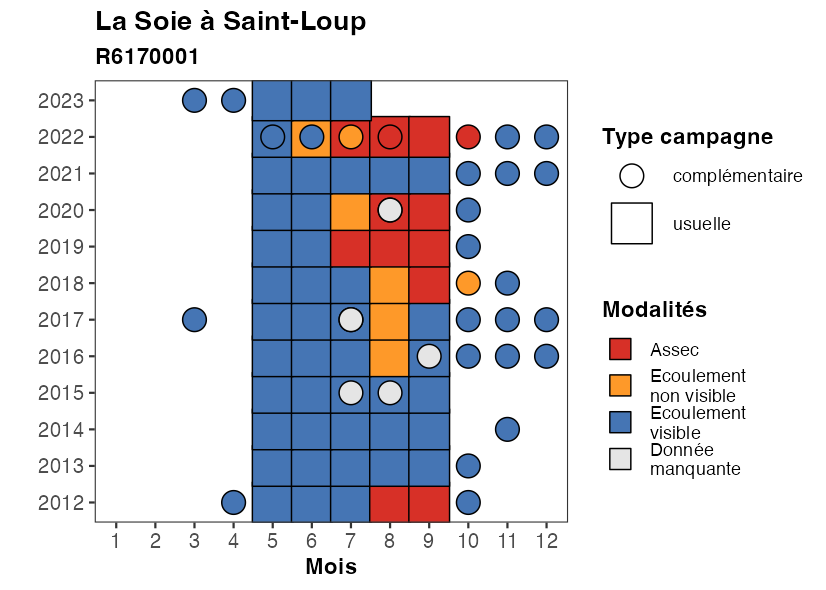 La Soie à Saint-Loup
R6170001
2023
2022
2021
2020
2019
2018
2017
2016
2015
2014
2013
2012
1 2 3 4 5 6 7 8 9 10 11 12
Mois
Type campagne
complémentaire
usuelle
Modalités
Assec
Ecoulement
non visible
Ecoulement
visible
Donnée
manquante